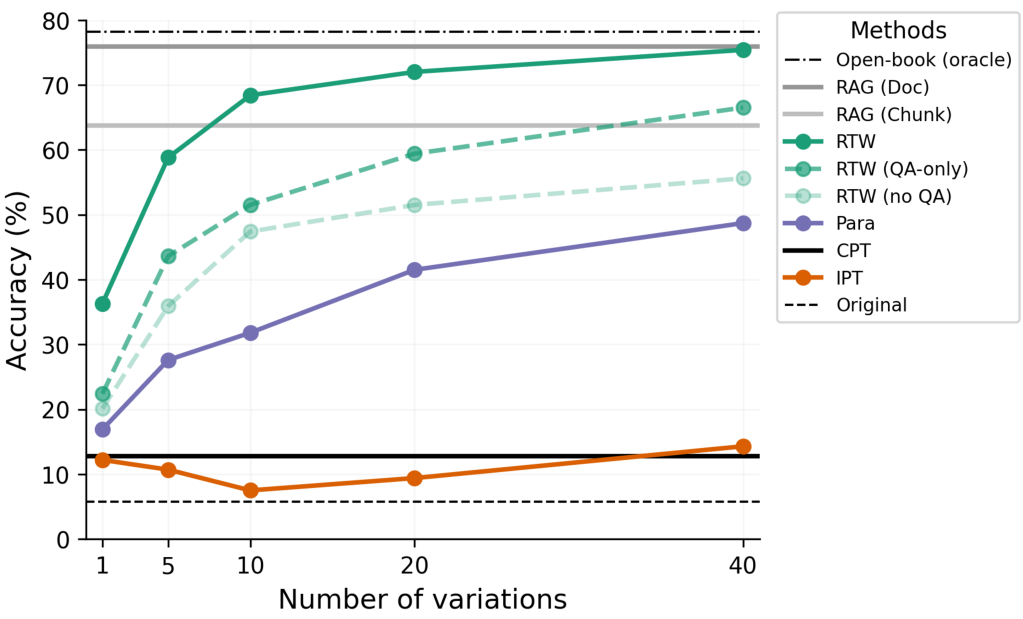 80
70
60
50
40
30
20
10
0
Accuracy (%)
1 5 10 20 40
Number of variations
Methods
Open-book (oracle)
RAG (Doc)
RAG (Chunk)
RTW
RTW (QA-only)
RTW (no QA)
Para
CPT
IPT
Original